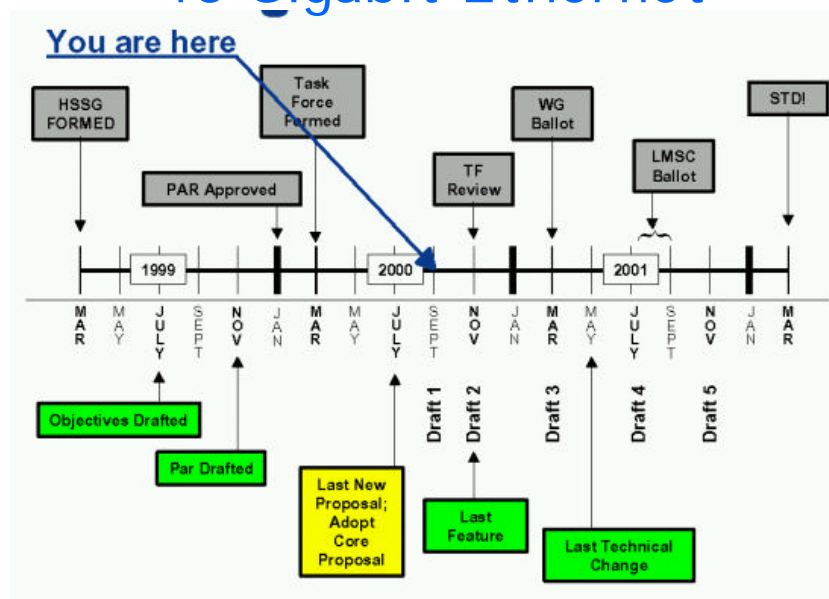 10 Gigabit Ethernet
You are here
HSSG
FORMED
Task
Force
Formed
WG
Ballot
STD!
PAR Approved
TF
Review
LMSC
Ballot
1999
2000
2001
MAR
MAY
JULY
SEPT
NOV
JAN
MAR
MAY
JULY
SEPT
NOV
JAN
MAR
MAY
JULY
SEPT
NOV
JAN
MAR
Draft 1
Draft 2
Draft 3
Draft 4
Draft 5
Objectives Drafted
Par Drafted
Last New
Proposal;
Adopt
Core
Proposal
Last
Feature
Last Technical
Change